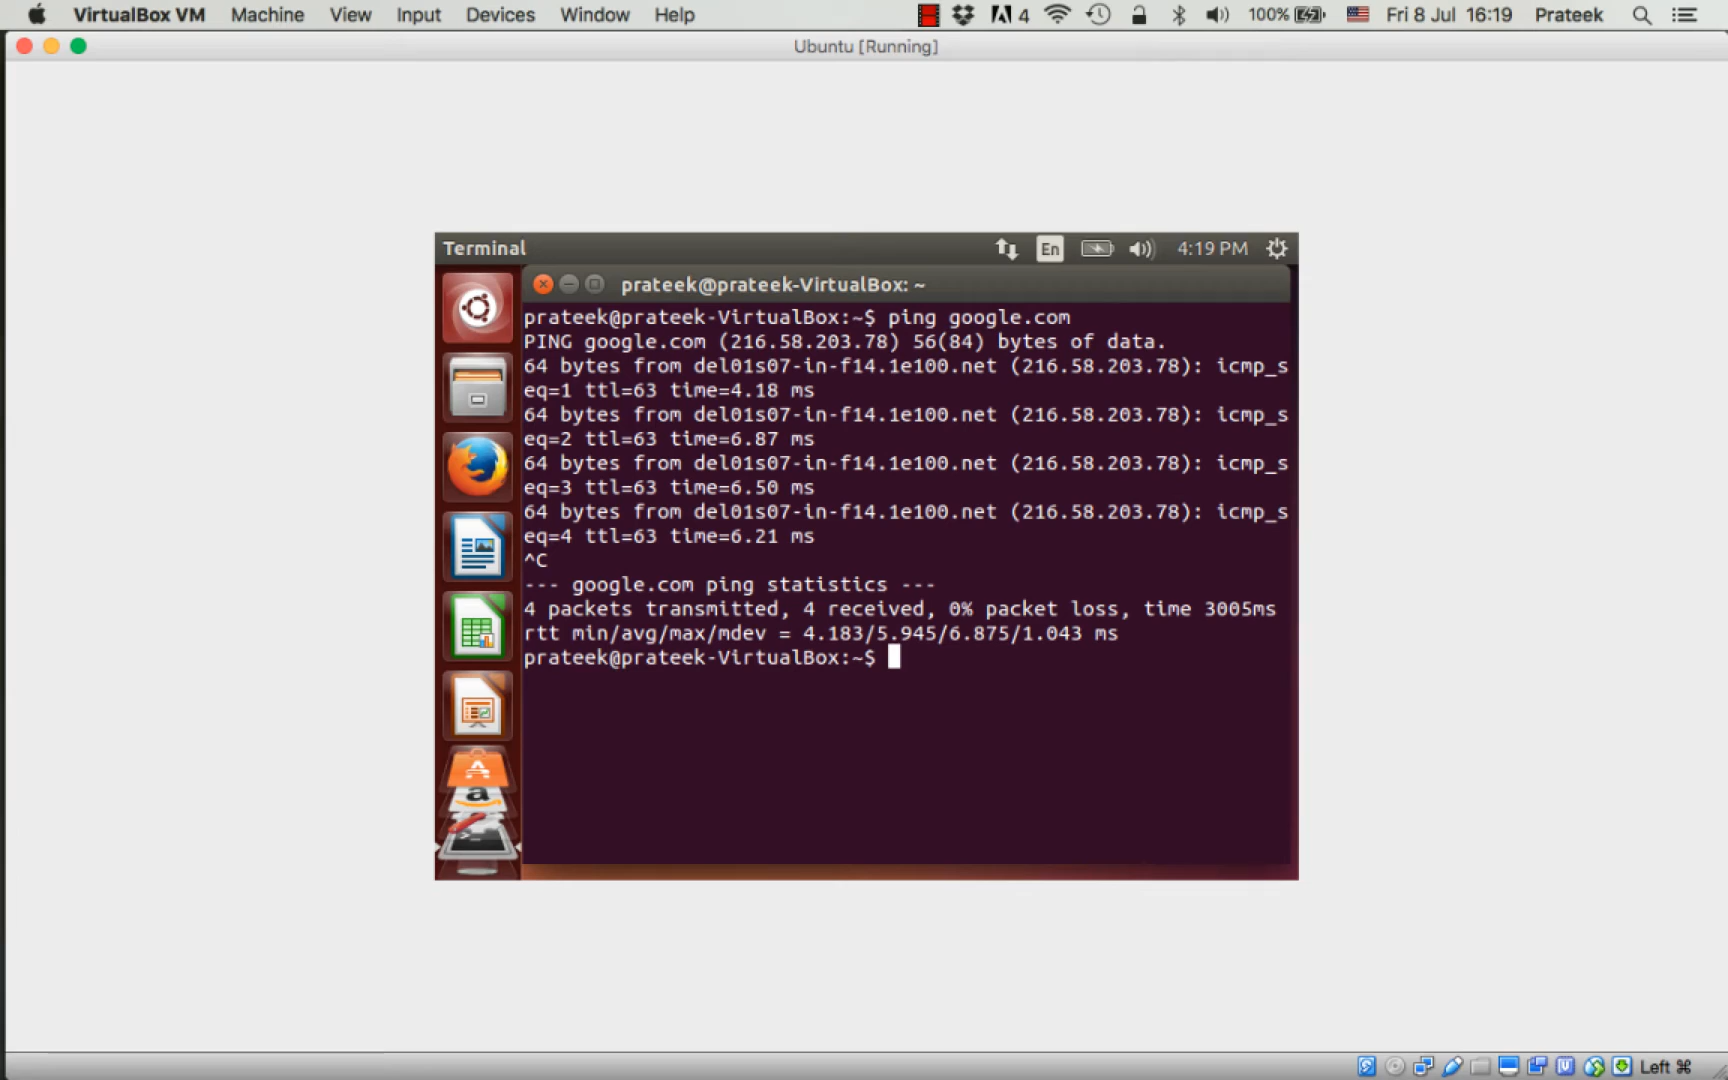 VirtualBox VM Machine View Input Devices Window Help 4 100% Fri 8 Jul 16:19 Prateek
Ubuntu [Running]
Terminal En 4:19 PM
prateek@prateek-VirtualBox: ~
prateek@prateek-VirtualBox:~$ ping google.com
PING google.com (216.58.203.78) 56(84) bytes of data.
64 bytes from del01s07-in-f14.1e100.net (216.58.203.78): icmp_s
eq=1 ttl=63 time=4.18 ms
64 bytes from del01s07-in-f14.1e100.net (216.58.203.78): icmp_s
eq=2 ttl=63 time=6.87 ms
64 bytes from del01s07-in-f14.1e100.net (216.58.203.78): icmp_s
eq=3 ttl=63 time=6.50 ms
64 bytes from del01s07-in-f14.1e100.net (216.58.203.78): icmp_s
eq=4 ttl=63 time=6.21 ms
^C
--- google.com ping statistics ---
4 packets transmitted, 4 received, 0% packet loss, time 3005ms
rtt min/avg/max/mdev = 4.183/5.945/6.875/1.043 ms
prateek@prateek-VirtualBox:~$
Left ⌘